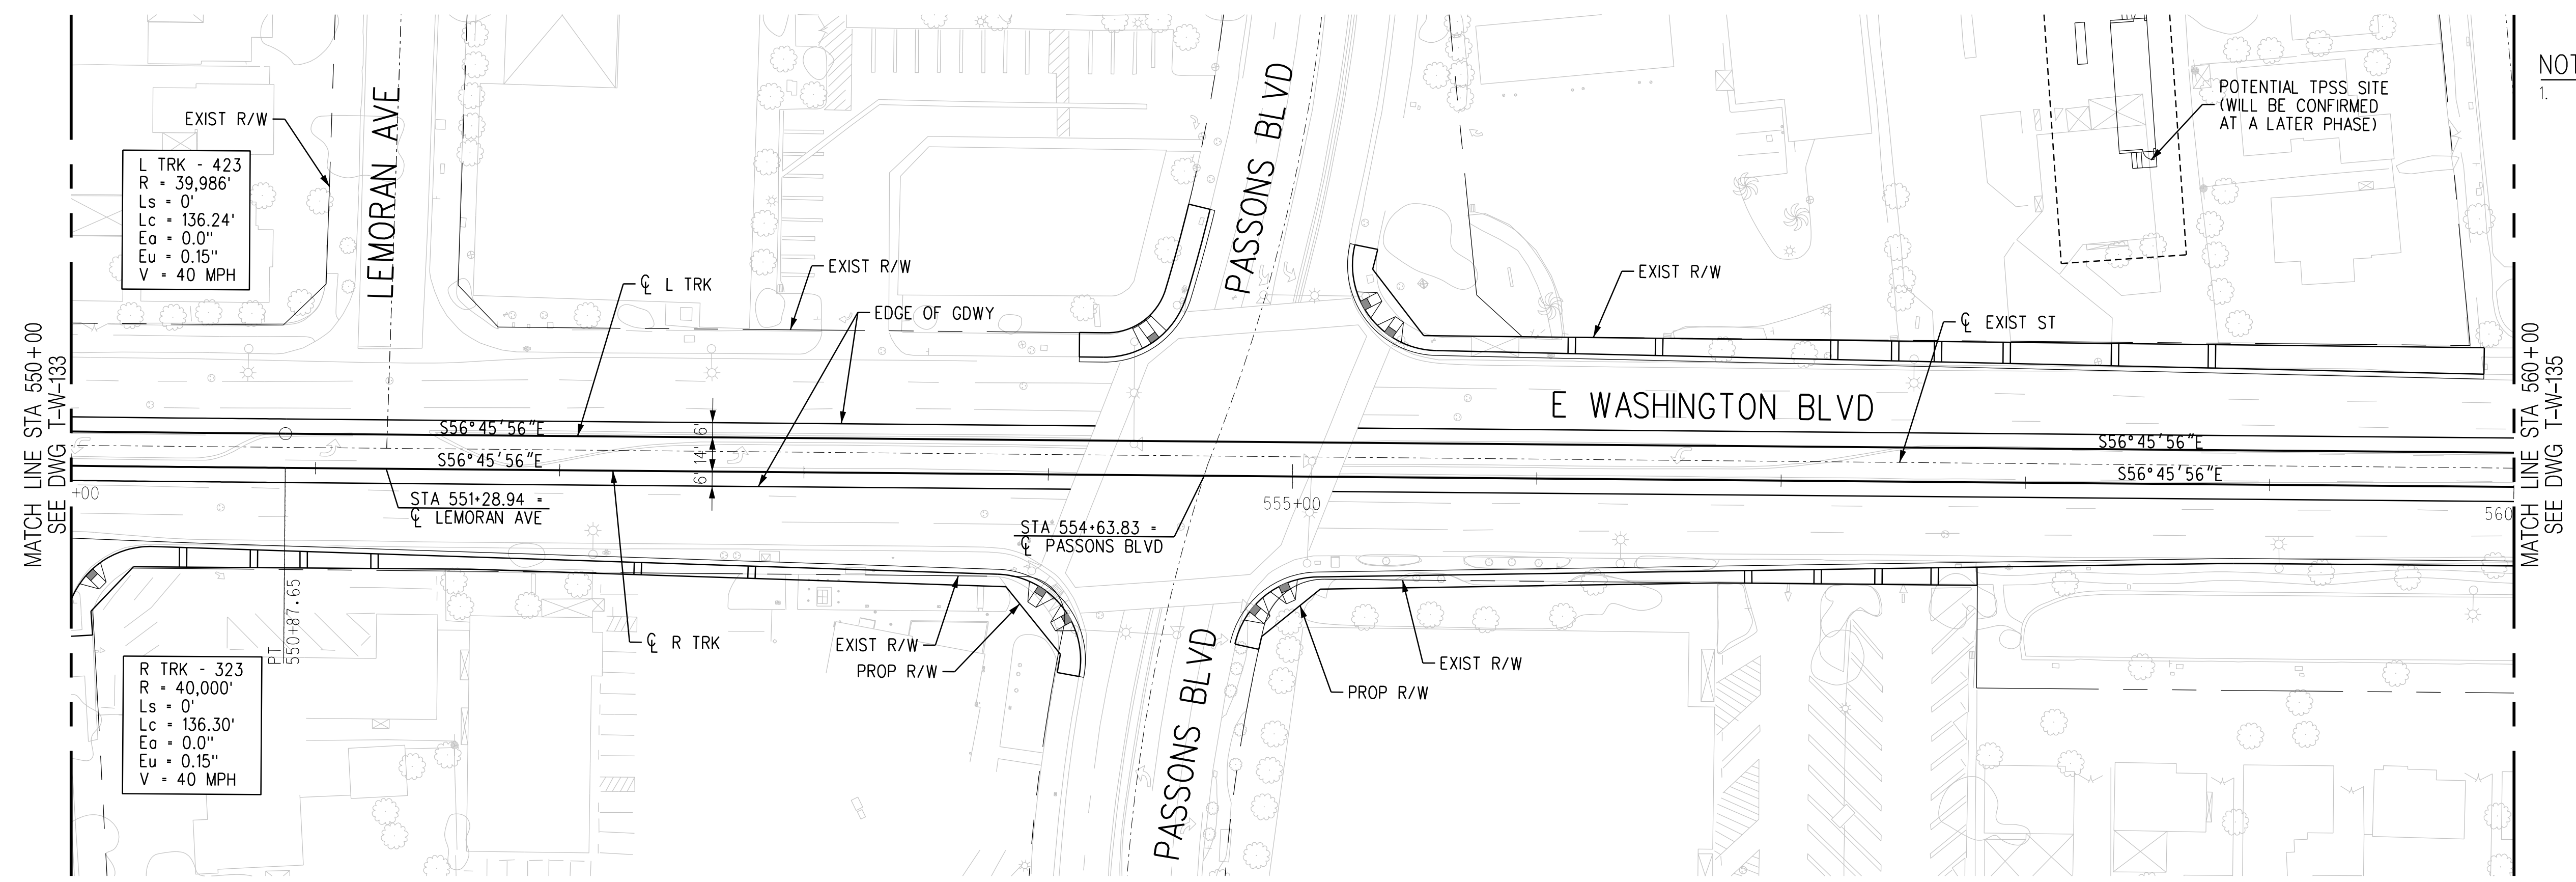 MATCH LINE STA 550+00
SEE DWG T-W-133
EXIST R/W
L TRK - 423
R = 39,986'
Ls = 0'
Lc = 136.24'
Ea = 0.0"
Eu = 0.15"
V = 40 MPH
LEMORAN AVE
℄ L TRK
EXIST R/W
EDGE OF GDWY
PASSONS BLVD
EXIST R/W
POTENTIAL TPSS SITE
(WILL BE CONFIRMED
AT A LATER PHASE)
NOT
1.
℄ EXIST ST
E WASHINGTON BLVD
S56°45'56"E
S56°45'56"E
6'
14'
6'
S56°45'56"E
S56°45'56"E
+00
STA 551+28.94 =
℄ LEMORAN AVE
STA 554+63.83 =
℄ PASSONS BLVD
555+00
560
PT
550+87.65
℄ R TRK
EXIST R/W
PROP R/W
PASSONS BLVD
EXIST R/W
PROP R/W
R TRK - 323
R = 40,000'
Ls = 0'
Lc = 136.30'
Ea = 0.0"
Eu = 0.15"
V = 40 MPH
MATCH LINE STA 560+00
SEE DWG T-W-135